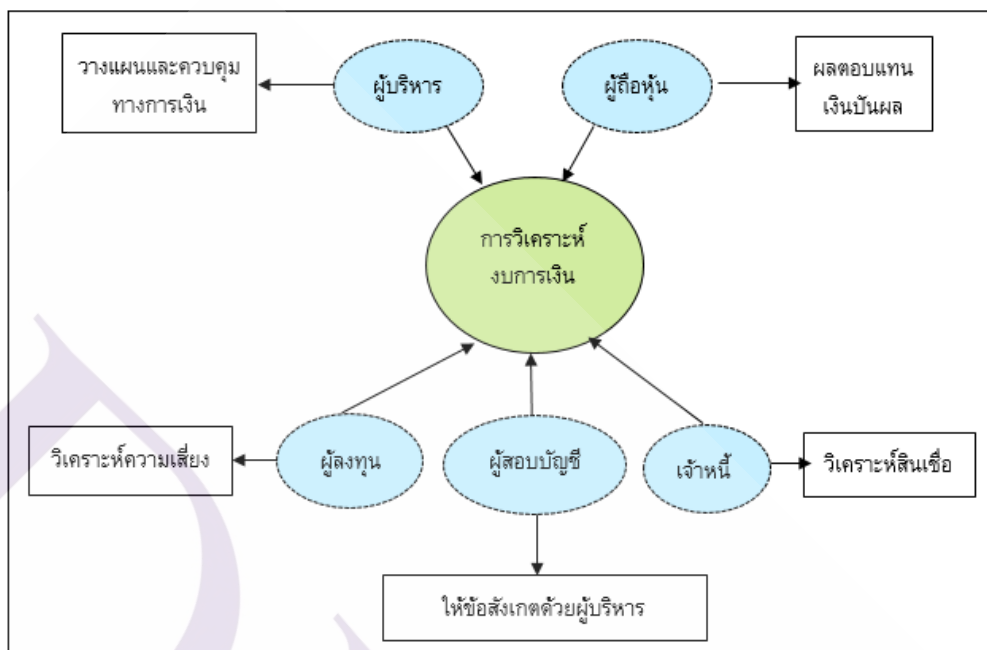 วางแผนและควบคุม
ทางการเงิน
ผู้บริหาร
ผู้ถือหุ้น
ผลตอบแทน
เงินปันผล
การวิเคราะห์
งบการเงิน
วิเคราะห์ความเสี่ยง
ผู้ลงทุน
ผู้สอบบัญชี
เจ้าหนี้
วิเคราะห์สินเชื่อ
ให้ข้อสังเกตด้วยผู้บริหาร